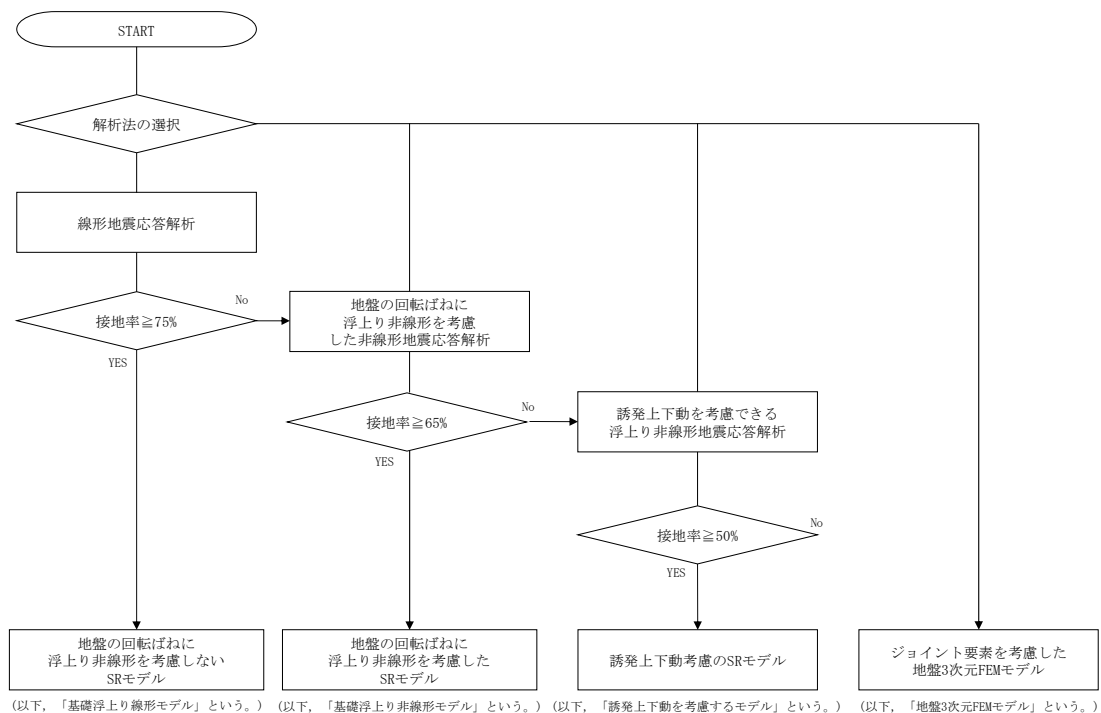 START
解析法の選択
線形地震応答解析
接地率≧75%
No
YES
地盤の回転ばねに
浮上り非線形を考慮
した非線形地震応答解析
接地率≧65%
No
YES
誘発上下動を考慮できる
浮上り非線形地震応答解析
接地率≧50%
No
YES
地盤の回転ばねに
浮上り非線形を考慮しない
SRモデル
(以下，「基礎浮上り線形モデル」という。)
地盤の回転ばねに
浮上り非線形を考慮した
SRモデル
(以下，「基礎浮上り非線形モデル」という。)
誘発上下動考慮のSRモデル
(以下，「誘発上下動を考慮するモデル」という。)
ジョイント要素を考慮した
地盤3次元FEMモデル
(以下，「地盤3次元FEMモデル」という。)